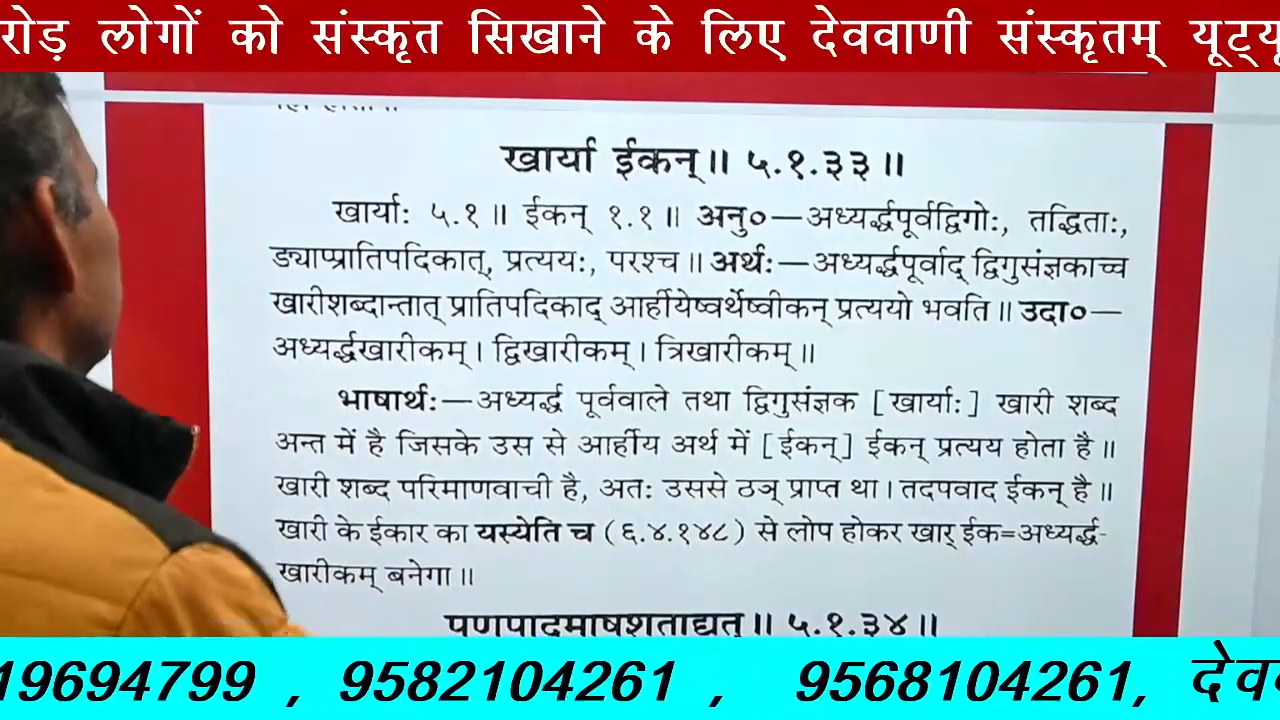 लोगों को संस्कृत सिखाने के लिए देववाणी संस्कृतम्
खार्या ईकन्॥ ५.१.३३॥
खार्याः ५.१॥ ईकन् १.१॥ अनु०—अध्यर्द्धपूर्वद्विगोः, तद्धिताः,
ङ्याप्प्रातिपदिकात्, प्रत्ययः, परश्च॥ अर्थः—अध्यर्द्धपूर्वाद् द्विगुसंज्ञकाच्च
खारीशब्दान्तात् प्रातिपदिकाद् आर्हीयेष्वर्थेष्वीकन् प्रत्ययो भवति॥ उदा०—
अध्यर्द्धखारीकम्। द्विखारीकम्। त्रिखारीकम्॥
भाषार्थः—अध्यर्द्ध पूर्ववाले तथा द्विगुसंज्ञक [खार्याः] खारी शब्द
अन्त में है जिसके उस से आर्हीय अर्थ में [ईकन्] ईकन् प्रत्यय होता है॥
खारी शब्द परिमाणवाची है, अतः उससे ठञ् प्राप्त था। तदपवाद ईकन् है॥
खारी के ईकार का यस्येति च (६.४.१४८) से लोप होकर खार् ईक=अध्यर्द्ध-
खारीकम् बनेगा॥
पणपादमाषशताद्यत्॥ ५.१.३४॥
19694799 , 9582104261 , 9568104261,